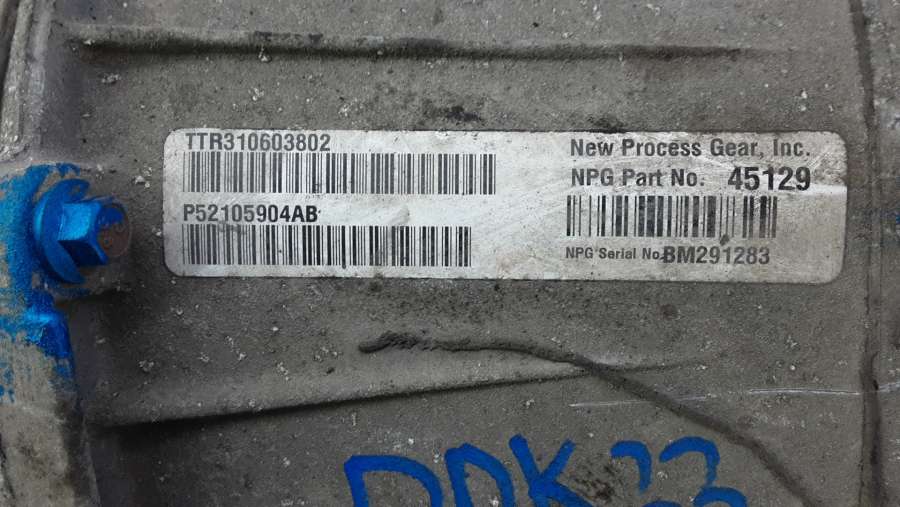 TTR310603802
P52105904AB
New Process Gear, Inc.
NPG Part No. 45129
NPG Serial No. BM291283